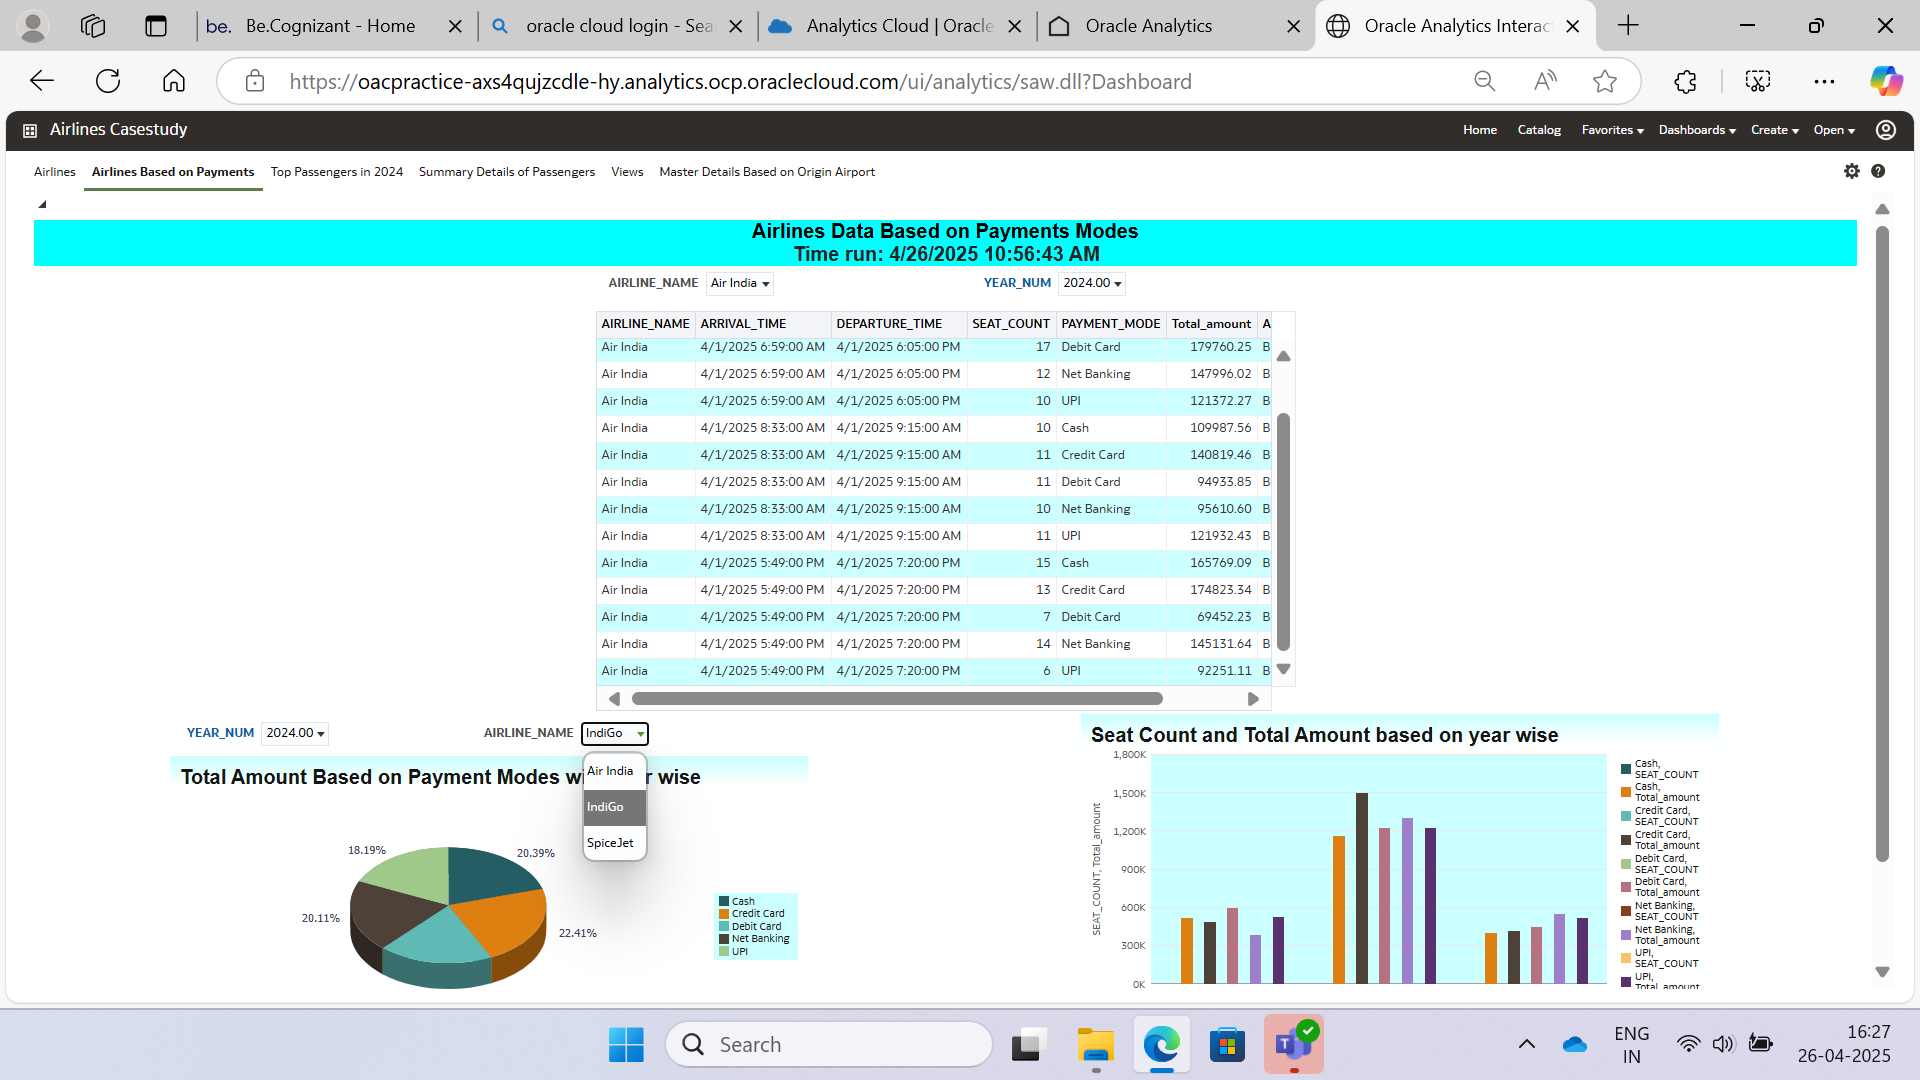 be. Be.Cognizant - Home
oracle cloud login - Sea
Analytics Cloud | Oracle
Oracle Analytics
Oracle Analytics Interac
https://oacpractice-axs4qujzcdle-hy.analytics.ocp.oraclecloud.com/ui/analytics/saw.dll?Dashboard
Airlines Casestudy
Home Catalog Favorites Dashboards Create Open
Airlines Airlines Based on Payments Top Passengers in 2024 Summary Details of Passengers Views Master Details Based on Origin Airport
Airlines Data Based on Payments Modes
Time run: 4/26/2025 10:56:43 AM
AIRLINE_NAME Air India YEAR_NUM 2024.00
AIRLINE_NAME ARRIVAL_TIME DEPARTURE_TIME SEAT_COUNT PAYMENT_MODE Total_amount A
Air India 4/1/2025 6:59:00 AM 4/1/2025 6:05:00 PM 17 Debit Card 179760.25 B
Air India 4/1/2025 6:59:00 AM 4/1/2025 6:05:00 PM 12 Net Banking 147996.02 B
Air India 4/1/2025 6:59:00 AM 4/1/2025 6:05:00 PM 10 UPI 121372.27 B
Air India 4/1/2025 8:33:00 AM 4/1/2025 9:15:00 AM 10 Cash 109987.56 B
Air India 4/1/2025 8:33:00 AM 4/1/2025 9:15:00 AM 11 Credit Card 140819.46 B
Air India 4/1/2025 8:33:00 AM 4/1/2025 9:15:00 AM 11 Debit Card 94933.85 B
Air India 4/1/2025 8:33:00 AM 4/1/2025 9:15:00 AM 10 Net Banking 95610.60 B
Air India 4/1/2025 8:33:00 AM 4/1/2025 9:15:00 AM 11 UPI 121932.43 B
Air India 4/1/2025 5:49:00 PM 4/1/2025 7:20:00 PM 15 Cash 165769.09 B
Air India 4/1/2025 5:49:00 PM 4/1/2025 7:20:00 PM 13 Credit Card 174823.34 B
Air India 4/1/2025 5:49:00 PM 4/1/2025 7:20:00 PM 7 Debit Card 69452.23 B
Air India 4/1/2025 5:49:00 PM 4/1/2025 7:20:00 PM 14 Net Banking 145131.64 B
Air India 4/1/2025 5:49:00 PM 4/1/2025 7:20:00 PM 6 UPI 92251.11 B
YEAR_NUM 2024.00 AIRLINE_NAME IndiGo
Air India
IndiGo
SpiceJet
Total Amount Based on Payment Modes wi r wise
18.19%
20.39%
20.11%
22.41%
Cash
Credit Card
Debit Card
Net Banking
UPI
Seat Count and Total Amount based on year wise
SEAT_COUNT, Total_amount
1,800K
1,500K
1,200K
900K
600K
300K
0K
Cash,
SEAT_COUNT
Cash,
Total_amount
Credit Card,
SEAT_COUNT
Credit Card,
Total_amount
Debit Card,
SEAT_COUNT
Debit Card,
Total_amount
Net Banking,
SEAT_COUNT
Net Banking,
Total_amount
UPI,
SEAT_COUNT
UPI,
Total_amount
Search
ENG
IN
16:27
26-04-2025